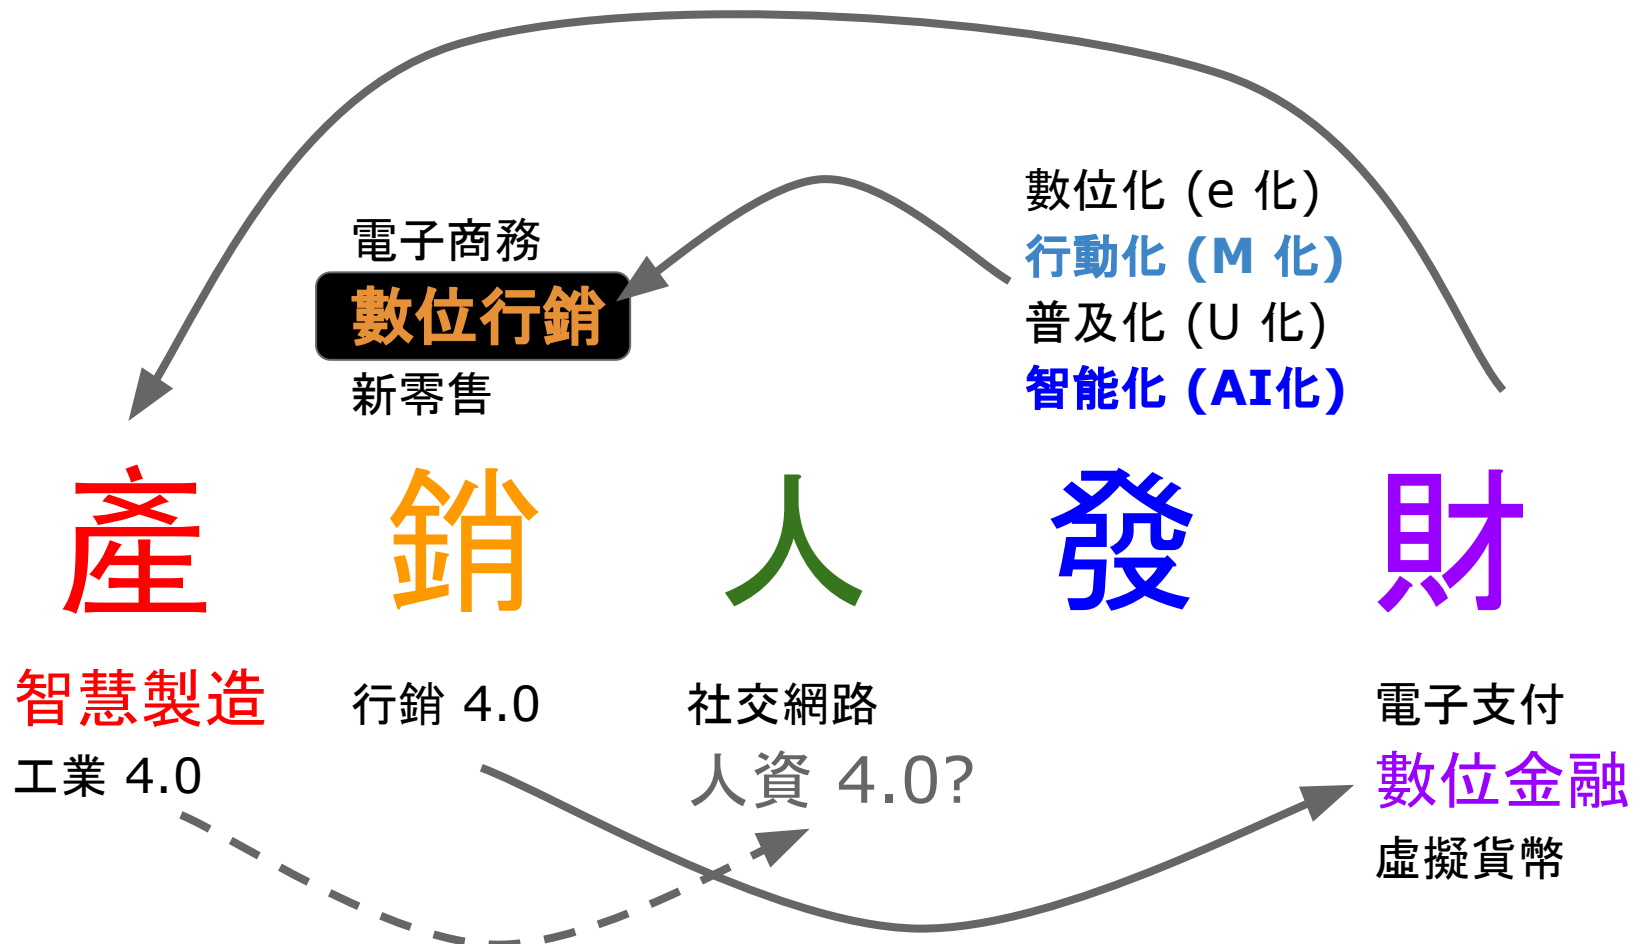 數位化 (e 化)
行動化 (M 化)
普及化 (U 化)
智能化 (AI化)
電子商務
數位行銷
新零售
產 銷 人 發 財
智慧製造
工業 4.0
行銷 4.0
社交網路
人資 4.0?
電子支付
數位金融
虛擬貨幣